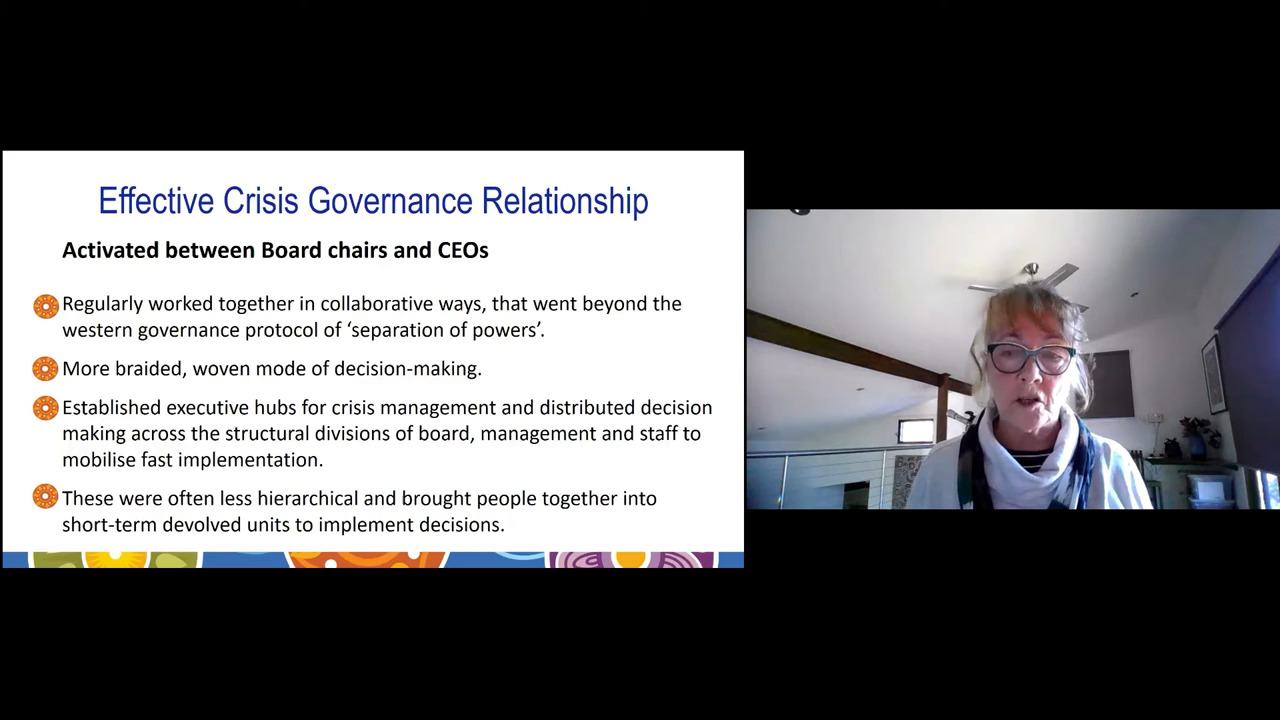 Effective Crisis Governance Relationship
Activated between Board chairs and CEOs
Regularly worked together in collaborative ways, that went beyond the
western governance protocol of ‘separation of powers’.
More braided, woven mode of decision-making.
Established executive hubs for crisis management and distributed decision
making across the structural divisions of board, management and staff to
mobilise fast implementation.
These were often less hierarchical and brought people together into
short-term devolved units to implement decisions.